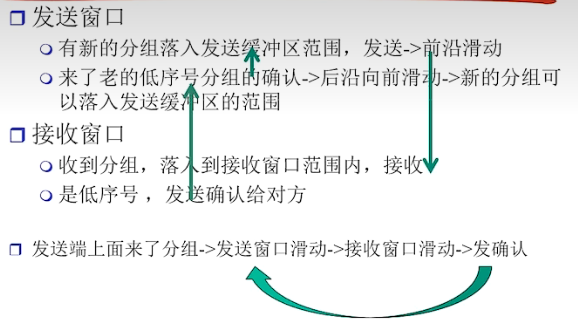 发送窗口
有新的分组落入发送缓冲区范围，发送->前沿滑动
来了老的低序号分组的确认->后沿向前滑动->新的分组可
以落入发送缓冲区的范围
接收窗口
收到分组，落入到接收窗口范围内，接收
是低序号，发送确认给对方
发送端上面来了分组->发送窗口滑动->接收窗口滑动->发确认